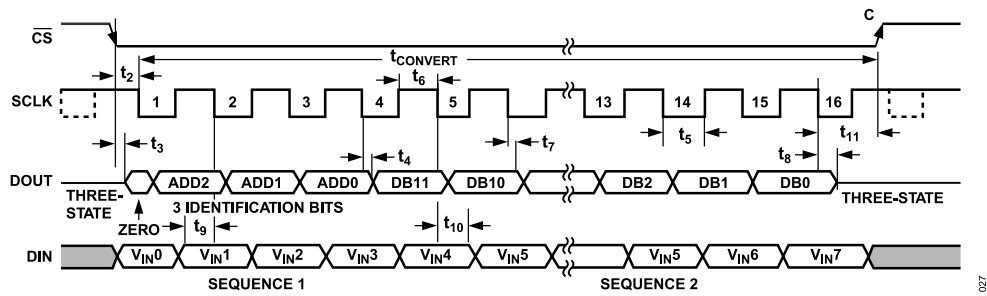 C
CS
tCONVERT
t2
t6
SCLK 1 2 3 4 5 13 14 15 16
t3 t4 t7 t5 t8 t11
DOUT ADD2 ADD1 ADD0 DB11 DB10 DB2 DB1 DB0
THREE-STATE THREE-STATE
3 IDENTIFICATION BITS
ZERO t9 t10
DIN VIN0 VIN1 VIN2 VIN3 VIN4 VIN5 VIN5 VIN6 VIN7
SEQUENCE 1 SEQUENCE 2
027